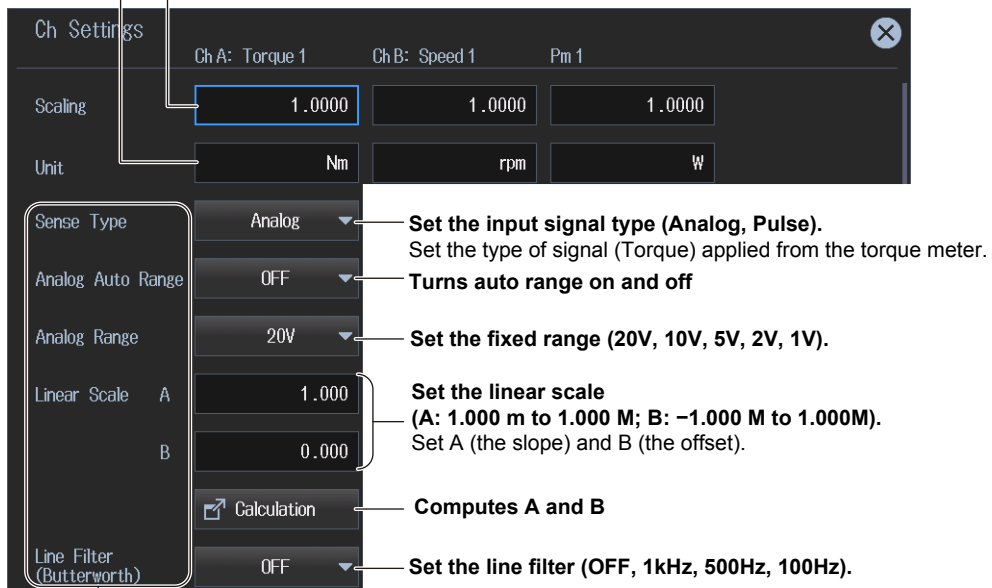 Ch Settings
Ch A: Torque 1 Ch B: Speed 1 Pm 1
Scaling 1.0000 1.0000 1.0000
Unit Nm rpm W
Sense Type Analog Set the input signal type (Analog, Pulse).
Set the type of signal (Torque) applied from the torque meter.
Analog Auto Range OFF Turns auto range on and off
Analog Range 20V Set the fixed range (20V, 10V, 5V, 2V, 1V).
Linear Scale A 1.000 Set the linear scale
(A: 1.000 m to 1.000 M; B: −1.000 M to 1.000M).
B 0.000 Set A (the slope) and B (the offset).
Calculation Computes A and B
Line Filter
(Butterworth) OFF Set the line filter (OFF, 1kHz, 500Hz, 100Hz).